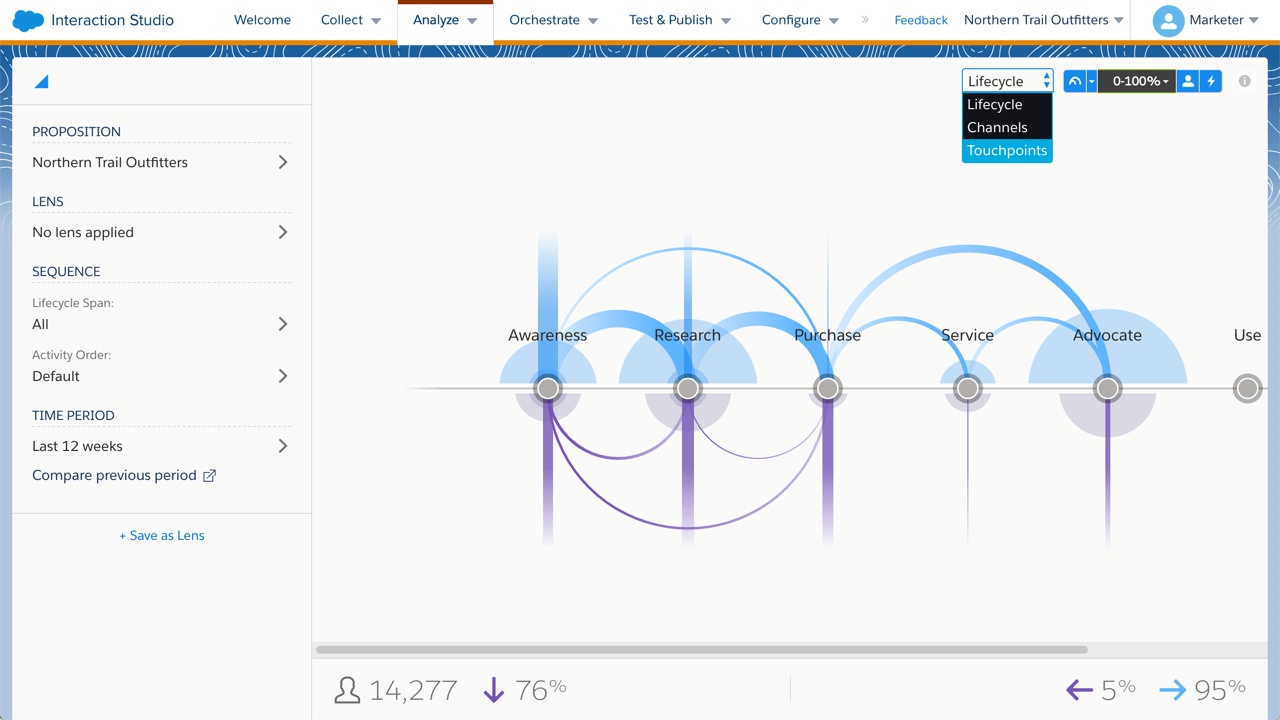 Interaction Studio
Welcome
Collect
Analyze
Orchestrate
Test & Publish
Configure
Feedback
Northern Trail Outfitters
Marketer
PROPOSITION
Northern Trail Outfitters
LENS
No lens applied
SEQUENCE
Lifecycle Span:
All
Activity Order:
Default
TIME PERIOD
Last 12 weeks
Compare previous period
+ Save as Lens
Lifecycle
Lifecycle
Channels
Touchpoints
0-100%
Awareness
Research
Purchase
Service
Advocate
Use
14,277
76%
5%
95%